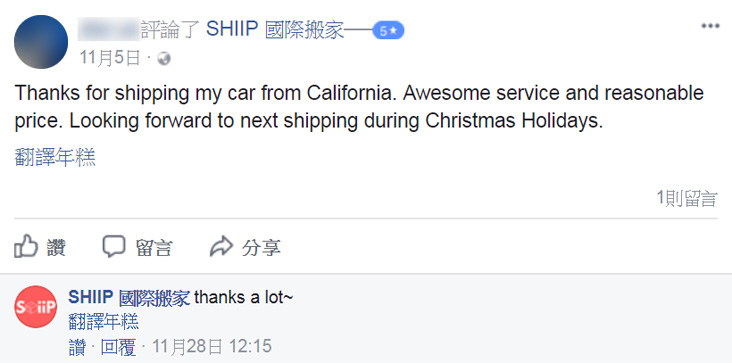 評論了 SHIIP 國際搬家— 5★
11月5日 ·
Thanks for shipping my car from California. Awesome service and reasonable
price. Looking forward to next shipping during Christmas Holidays.
翻譯年糕
1則留言
讚 留言 分享
SHIIP 國際搬家 thanks a lot~
SHiiP
翻譯年糕
讚 · 回覆 · 11月28日 12:15